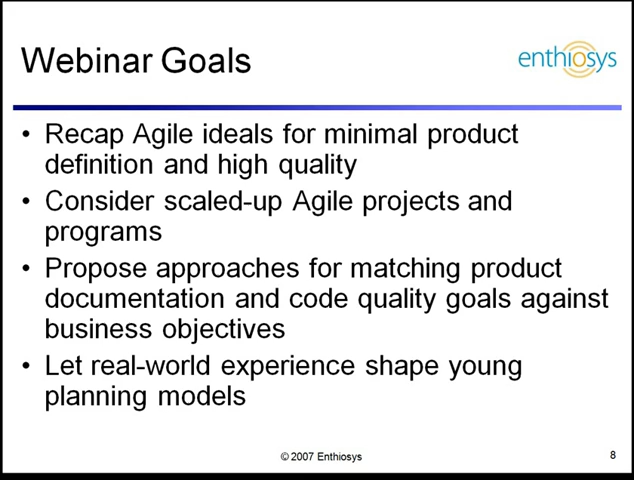 Webinar Goals
enthiosys
• Recap Agile ideals for minimal product
definition and high quality
• Consider scaled-up Agile projects and
programs
• Propose approaches for matching product
documentation and code quality goals against
business objectives
• Let real-world experience shape young
planning models
© 2007 Enthiosys
8